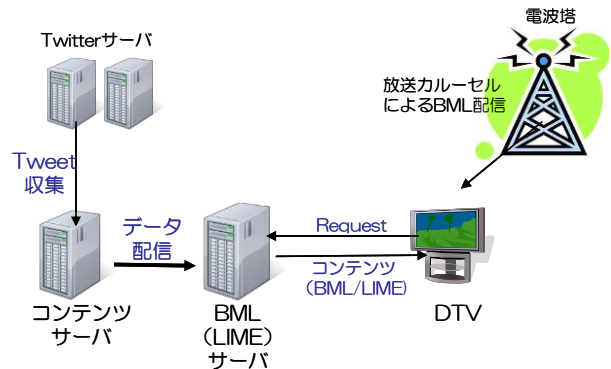 電波塔
Twitterサーバ
放送カルーセル
によるBML配信
Tweet
収集
データ
配信
Request
コンテンツ
（BML/LIME)
コンテンツ
サーバ
BML
（LIME）
サーバ
DTV